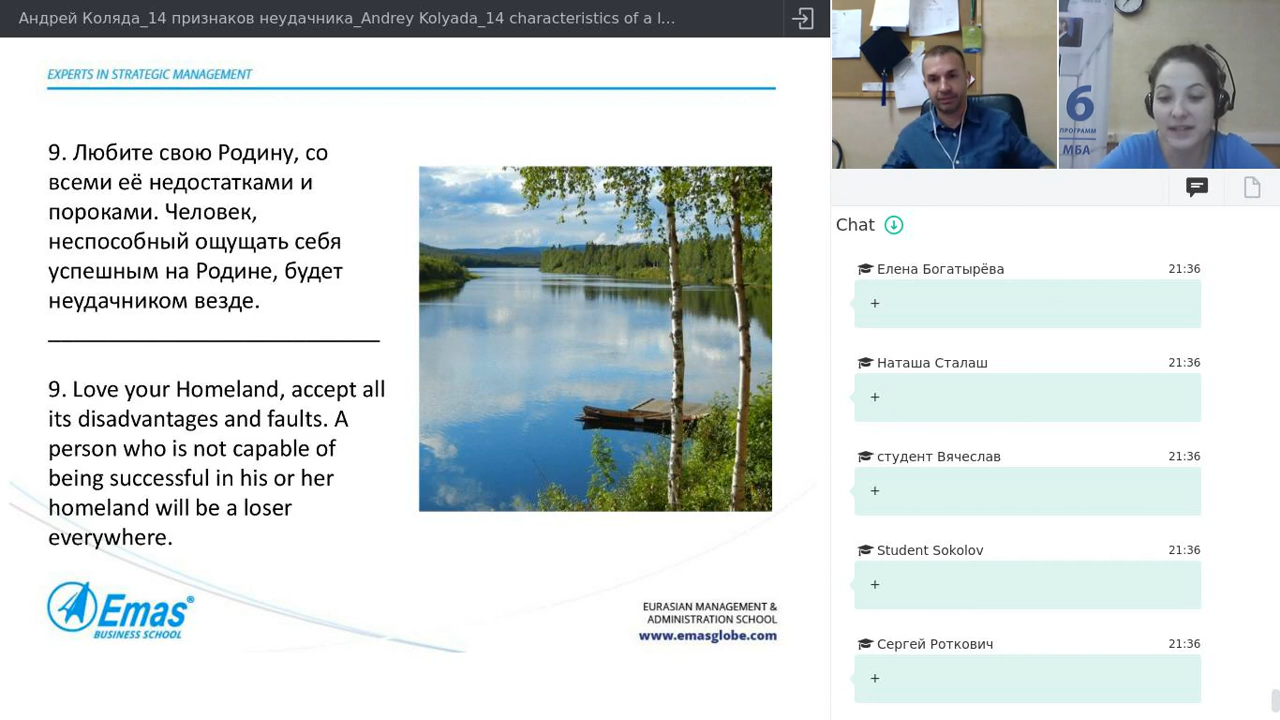 Андрей Коляда_14 признаков неудачника_Andrey Kolyada_14 characteristics of a l...
EXPERTS IN STRATEGIC MANAGEMENT
9. Любите свою Родину, со
всеми её недостатками и
пороками. Человек,
неспособный ощущать себя
успешным на Родине, будет
неудачником везде.
9. Love your Homeland, accept all
its disadvantages and faults. A
person who is not capable of
being successful in his or her
homeland will be a loser
everywhere.
Emas®
BUSINESS SCHOOL
EURASIAN MANAGEMENT &
ADMINISTRATION SCHOOL
www.emasglobe.com
6
ПРОГРАММ
МБА
Chat
Елена Богатырёва 21:36
+
Наташа Сталаш 21:36
+
студент Вячеслав 21:36
+
Student Sokolov 21:36
+
Сергей Роткович 21:36
+